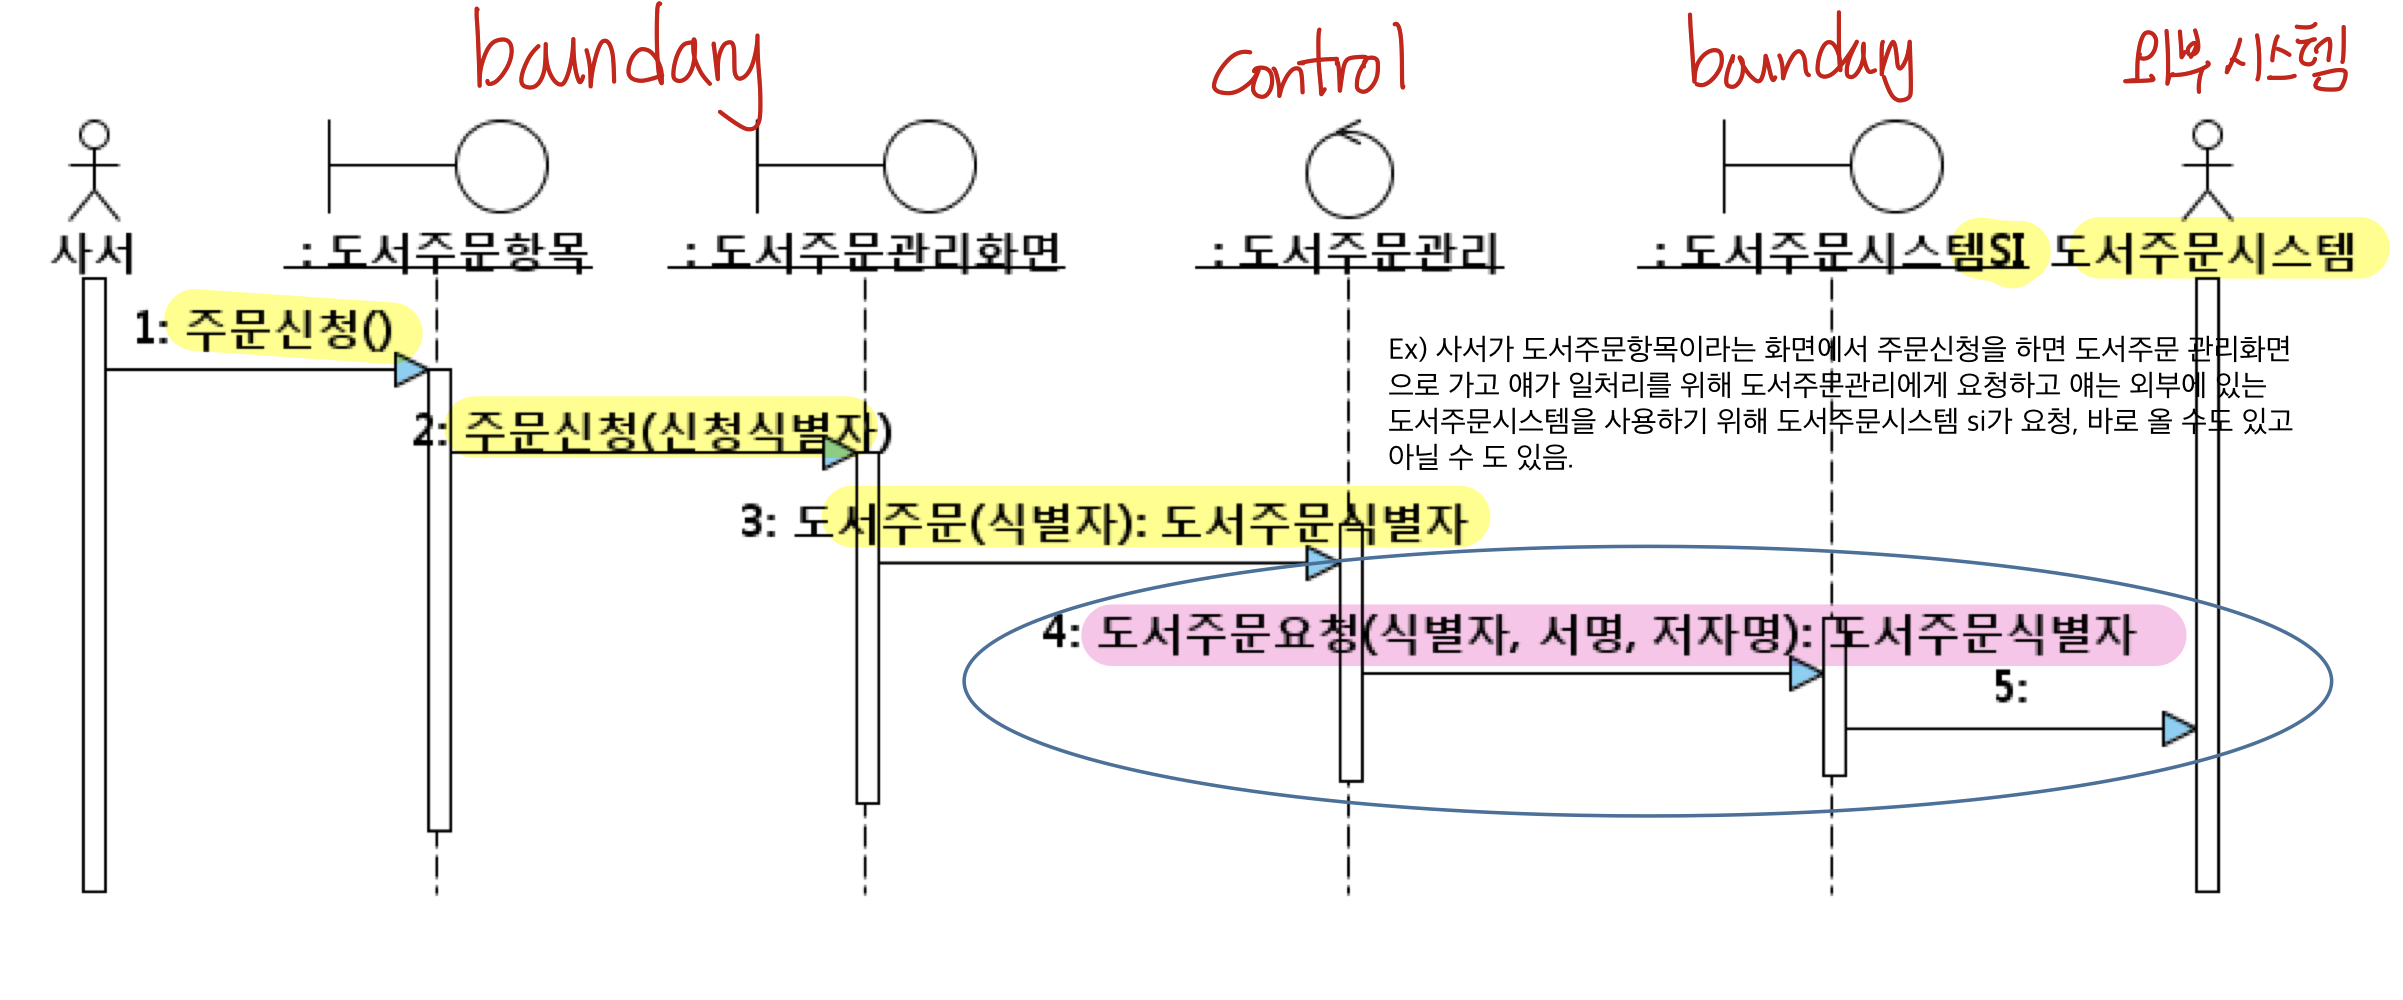 boundary
control
boundary
외부 시스템
사서
: 도서주문항목
: 도서주문관리화면
: 도서주문관리
: 도서주문시스템SI
도서주문시스템
1: 주문신청()
Ex) 사서가 도서주문항목이라는 화면에서 주문신청을 하면 도서주문 관리화면
으로 가고 얘가 일처리를 위해 도서주문관리에게 요청하고 얘는 외부에 있는
도서주문시스템을 사용하기 위해 도서주문시스템 si가 요청, 바로 올 수도 있고
아닐 수 도 있음.
2: 주문신청(신청식별자)
3: 도서주문(식별자): 도서주문식별자
4: 도서주문요청(식별자, 서명, 저자명): 도서주문식별자
5: